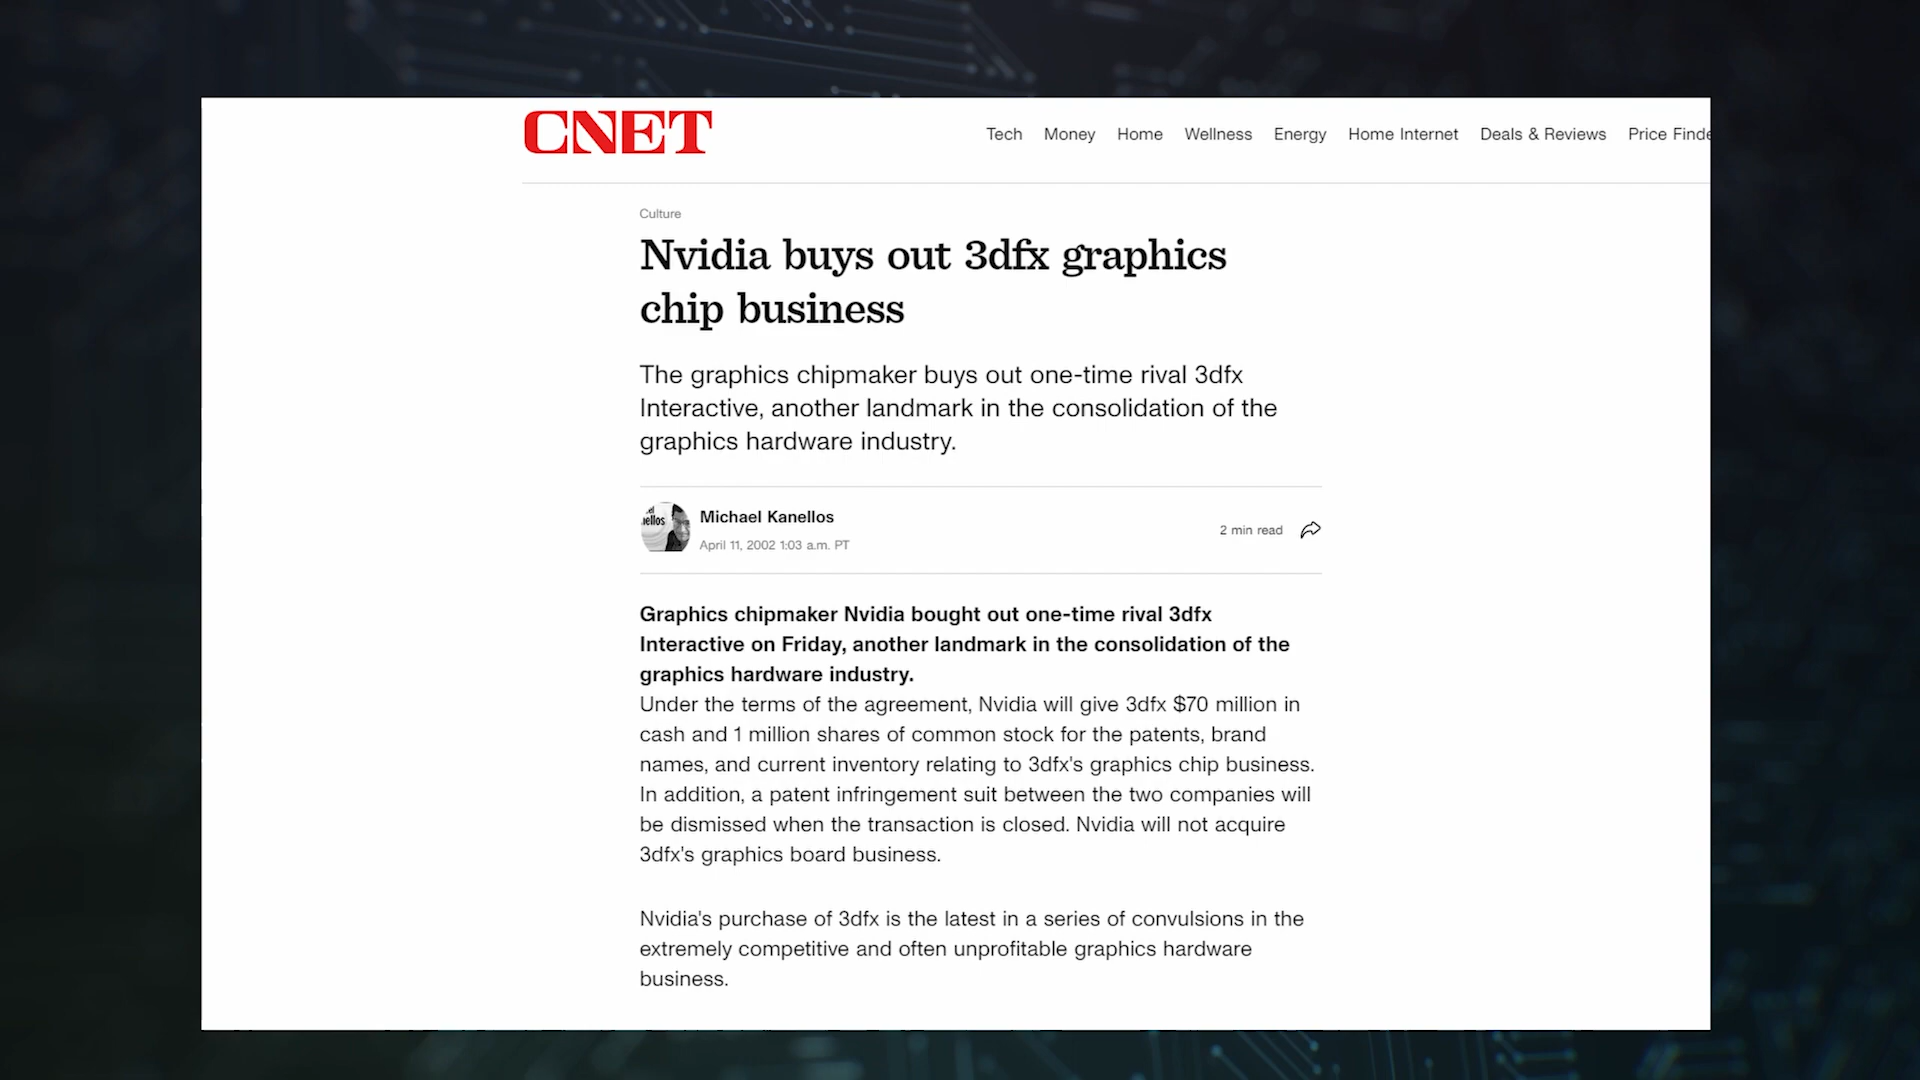 CNET
Tech Money Home Wellness Energy Home Internet Deals & Reviews Price Finde
Culture
Nvidia buys out 3dfx graphics
chip business
The graphics chipmaker buys out one-time rival 3dfx
Interactive, another landmark in the consolidation of the
graphics hardware industry.
Michael Kanellos
April 11, 2002 1:03 a.m. PT
2 min read
Graphics chipmaker Nvidia bought out one-time rival 3dfx
Interactive on Friday, another landmark in the consolidation of the
graphics hardware industry.
Under the terms of the agreement, Nvidia will give 3dfx $70 million in
cash and 1 million shares of common stock for the patents, brand
names, and current inventory relating to 3dfx's graphics chip business.
In addition, a patent infringement suit between the two companies will
be dismissed when the transaction is closed. Nvidia will not acquire
3dfx's graphics board business.
Nvidia's purchase of 3dfx is the latest in a series of convulsions in the
extremely competitive and often unprofitable graphics hardware
business.